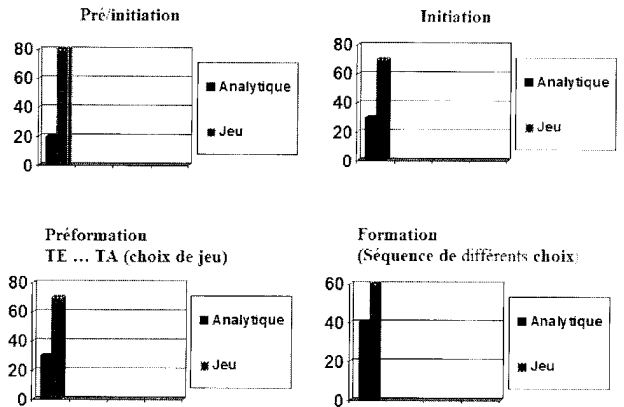 Pré/initiation
80
60
40
20
0
Analytique
Jeu
Initiation
80
60
40
20
0
Analytique
Jeu
Préformation
TE ... TA (choix de jeu)
80
60
40
20
0
Analytique
Jeu
Formation
(Séquence de différents choix)
60
40
20
0
Analytique
Jeu